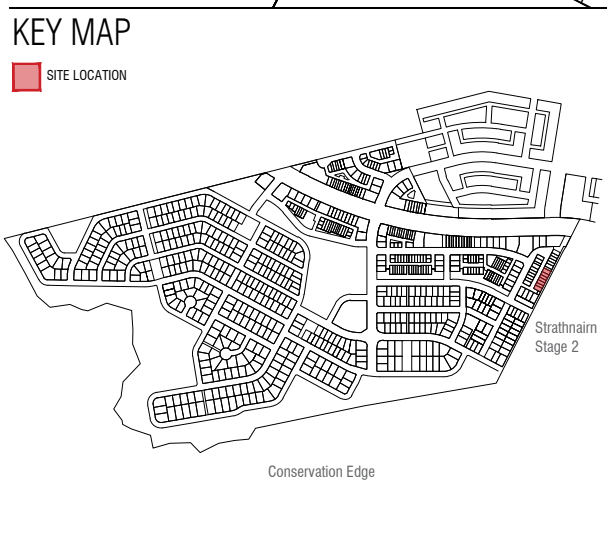 KEY MAP
SITE LOCATION
Strathnairn
Stage 2
Conservation Edge